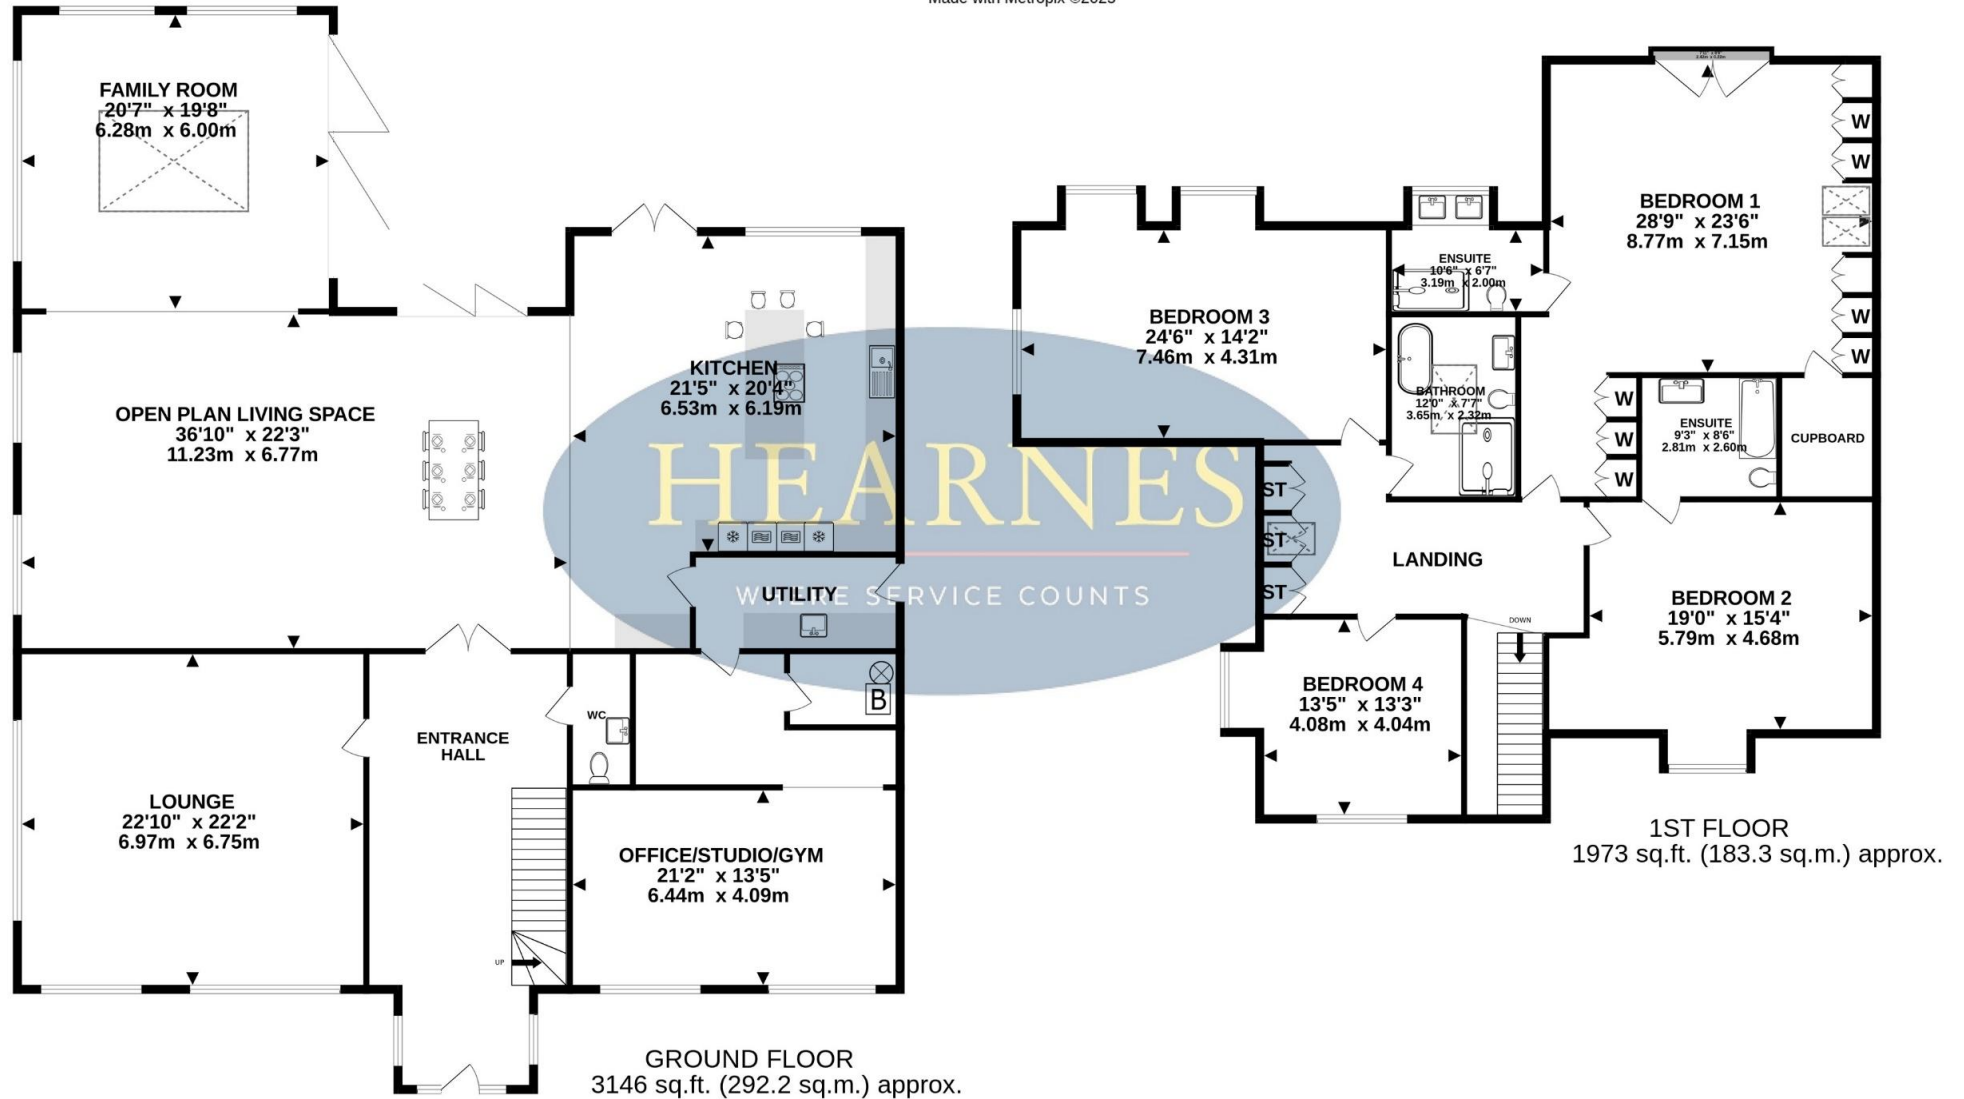 FAMILY ROOM
20'7" x 19'8"
6.28m x 6.00m
OPEN PLAN LIVING SPACE
36'10" x 22'3"
11.23m x 6.77m
KITCHEN
21'5" x 20'4"
6.53m x 6.19m
UTILITY
LOUNGE
22'10" x 22'2"
6.97m x 6.75m
ENTRANCE
HALL
WC
B
UP
OFFICE/STUDIO/GYM
21'2" x 13'5"
6.44m x 4.09m
GROUND FLOOR
3146 sq.ft. (292.2 sq.m.) approx.
HEARNES
WHERE SERVICE COUNTS
BEDROOM 1
28'9" x 23'6"
8.77m x 7.15m
W
W
W
W
ENSUITE
10'6" x 6'7"
3.19m x 2.00m
BEDROOM 3
24'6" x 14'2"
7.46m x 4.31m
BATHROOM
12'0" x 7'7"
3.65m x 2.32m
W
W
W
ENSUITE
9'3" x 8'6"
2.81m x 2.60m
CUPBOARD
ST
ST
ST
LANDING
DOWN
BEDROOM 2
19'0" x 15'4"
5.79m x 4.68m
BEDROOM 4
13'5" x 13'3"
4.08m x 4.04m
1ST FLOOR
1973 sq.ft. (183.3 sq.m.) approx.